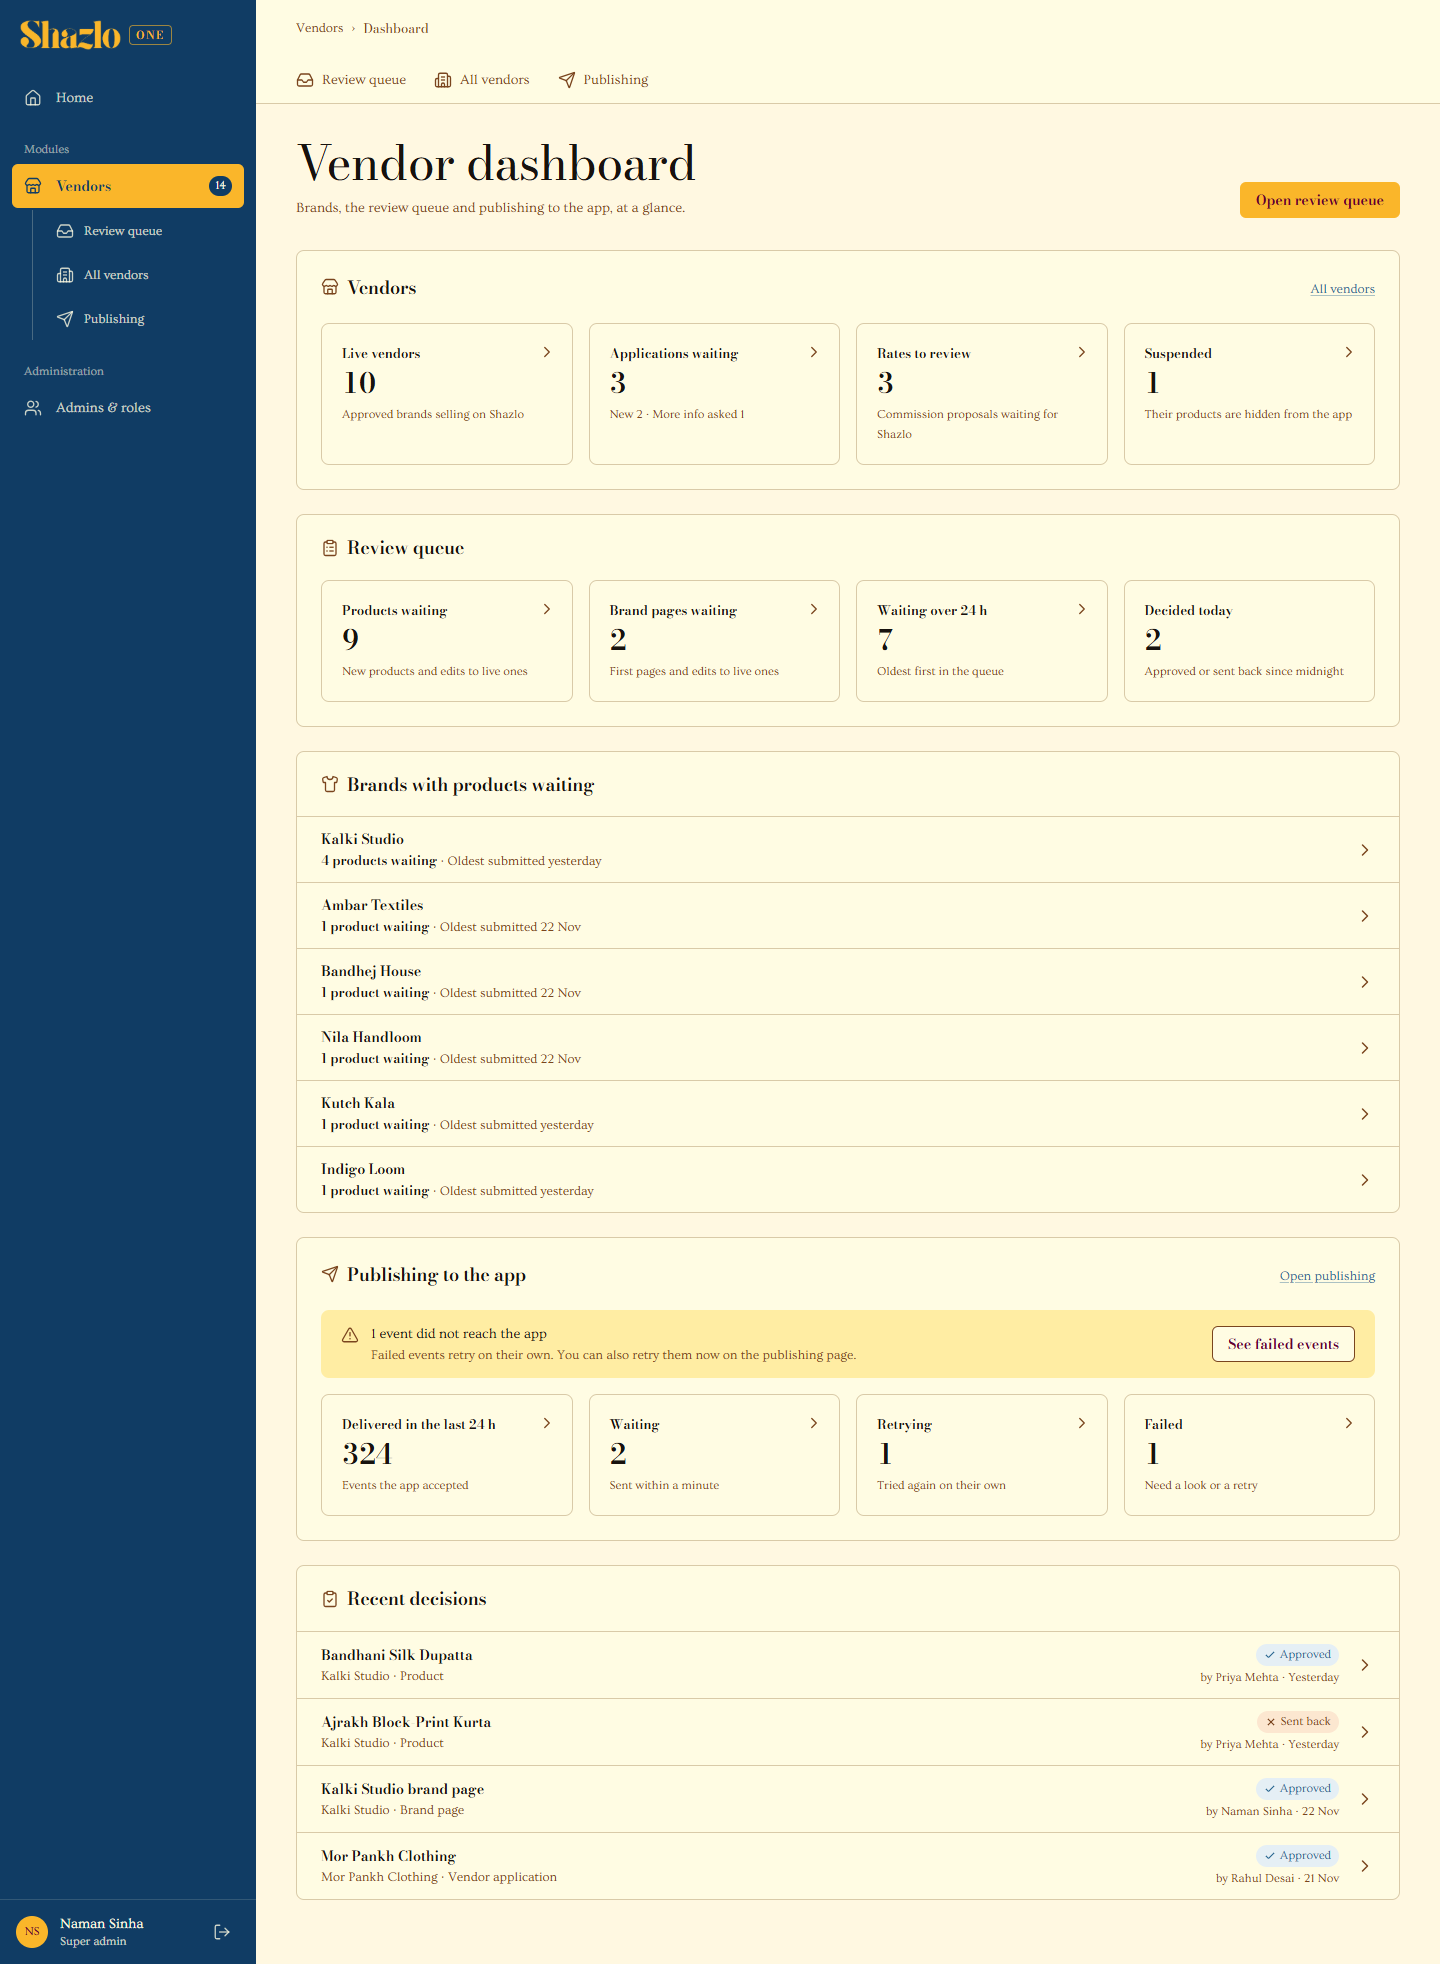 Shazlo ONE
Home
Modules
Vendors 14
Review queue
All vendors
Publishing
Administration
Admins & roles
Naman Sinha
NS
Super admin
Vendors › Dashboard
Review queue All vendors Publishing
Vendor dashboard
Brands, the review queue and publishing to the app, at a glance.
Open review queue
Vendors
All vendors
Live vendors
10
Approved brands selling on Shazlo
Applications waiting
3
New 2 · More info asked 1
Rates to review
3
Commission proposals waiting for
Shazlo
Suspended
1
Their products are hidden from the app
Review queue
Products waiting
9
New products and edits to live ones
Brand pages waiting
2
First pages and edits to live ones
Waiting over 24 h
7
Oldest first in the queue
Decided today
2
Approved or sent back since midnight
Brands with products waiting
Kalki Studio
4 products waiting · Oldest submitted yesterday
Ambar Textiles
1 product waiting · Oldest submitted 22 Nov
Bandhej House
1 product waiting · Oldest submitted 22 Nov
Nila Handloom
1 product waiting · Oldest submitted 22 Nov
Kutch Kala
1 product waiting · Oldest submitted yesterday
Indigo Loom
1 product waiting · Oldest submitted yesterday
Publishing to the app
Open publishing
1 event did not reach the app
Failed events retry on their own. You can also retry them now on the publishing page.
See failed events
Delivered in the last 24 h
324
Events the app accepted
Waiting
2
Sent within a minute
Retrying
1
Tried again on their own
Failed
1
Need a look or a retry
Recent decisions
Bandhani Silk Dupatta
Kalki Studio · Product
Approved
by Priya Mehta · Yesterday
Ajrakh Block-Print Kurta
Kalki Studio · Product
Sent back
by Priya Mehta · Yesterday
Kalki Studio brand page
Kalki Studio · Brand page
Approved
by Naman Sinha · 22 Nov
Mor Pankh Clothing
Mor Pankh Clothing · Vendor application
Approved
by Rahul Desai · 21 Nov